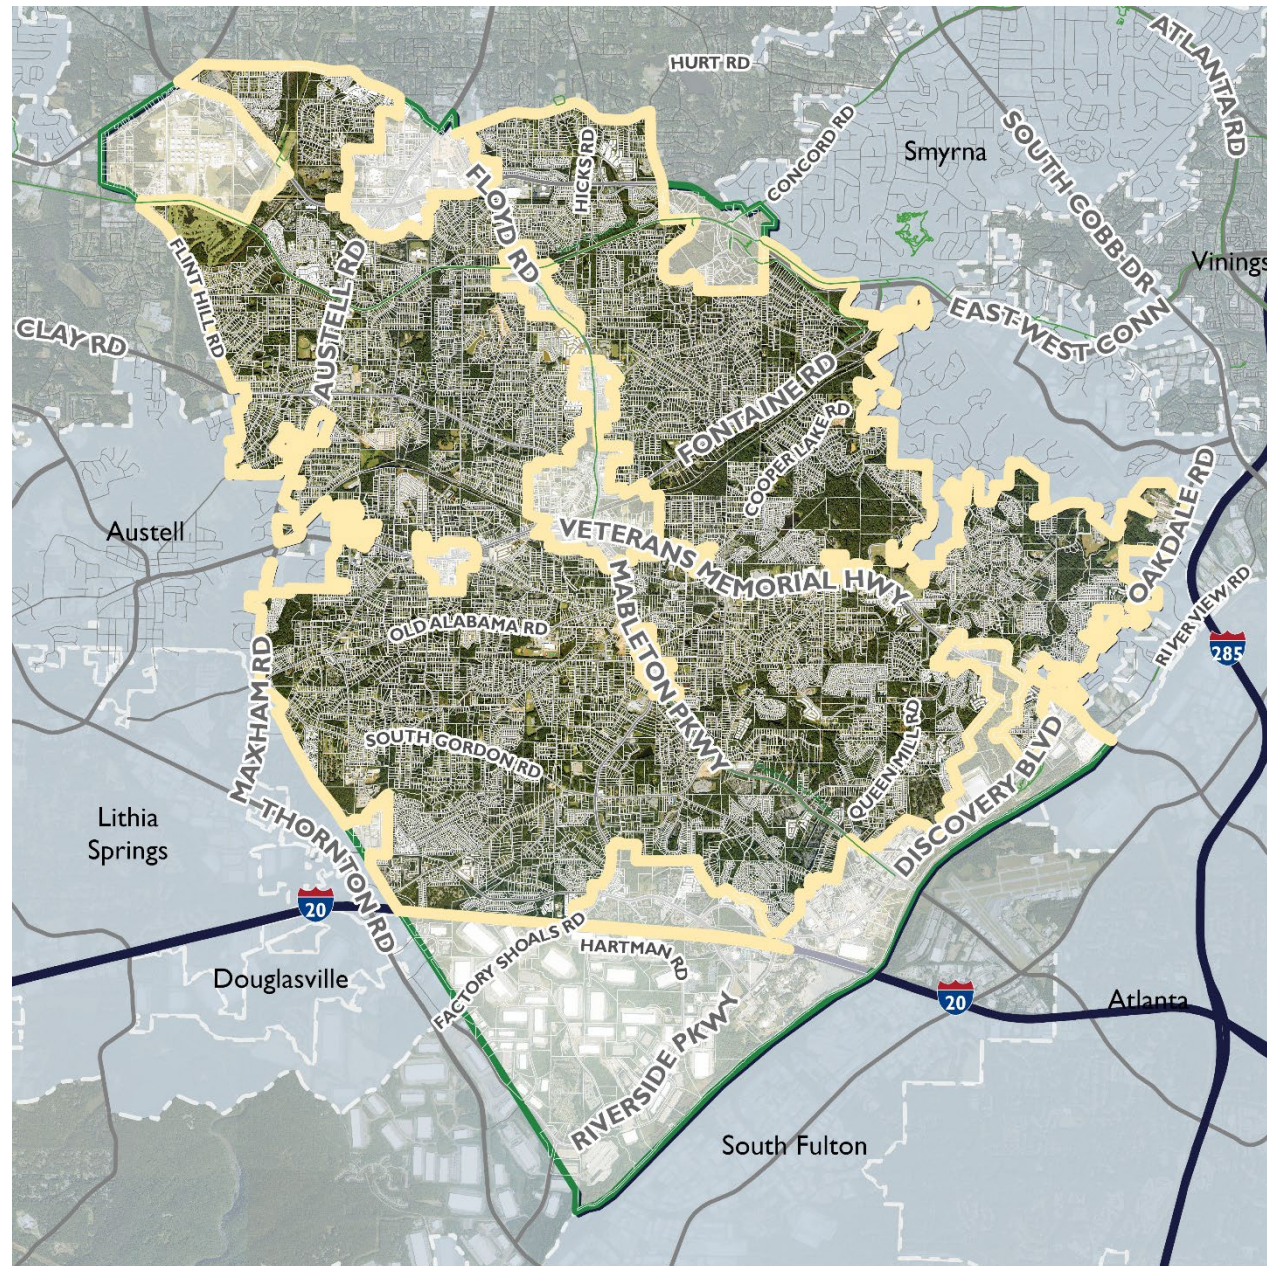 ATLANTA RD
HURT RD
SOUTH COBB DR
CONCORD RD
Smyrna
HICKS RD
FLOYD RD
Vinings
FLINT HILL RD
AUSTELL RD
EAST-WEST CONN
CLAY RD
FONTAINE RD
COOPER LAKE RD
OAKDALE RD
Austell
VETERANS MEMORIAL HWY
RIVERVIEW RD
OLD ALABAMA RD
MABLETON PKWY
285
MAXHAM RD
SOUTH GORDON RD
QUEEN MILL RD
DISCOVERY BLVD
Lithia
Springs
THORNTON RD
20
FACTORY SHOALS RD
HARTMAN RD
Douglasville
20
Atlanta
RIVERSIDE PKWY
South Fulton